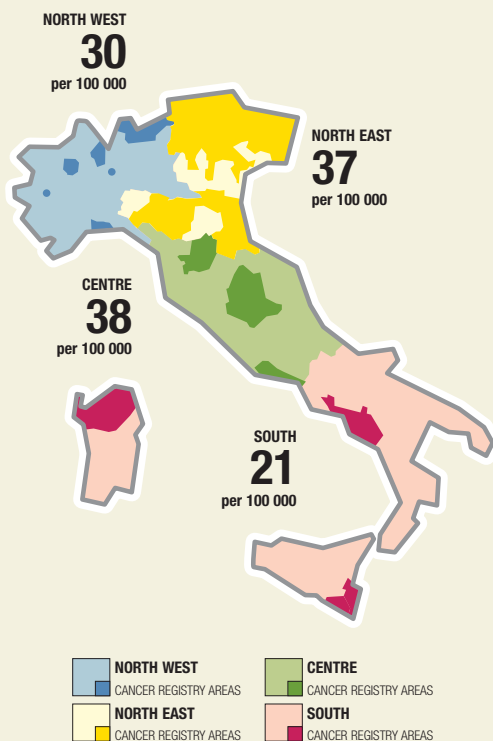 NORTH WEST
30
per 100 000
NORTH EAST
37
per 100 000
CENTRE
38
per 100 000
SOUTH
21
per 100 000
NORTH WEST
CANCER REGISTRY AREAS
CENTRE
CANCER REGISTRY AREAS
NORTH EAST
CANCER REGISTRY AREAS
SOUTH
CANCER REGISTRY AREAS